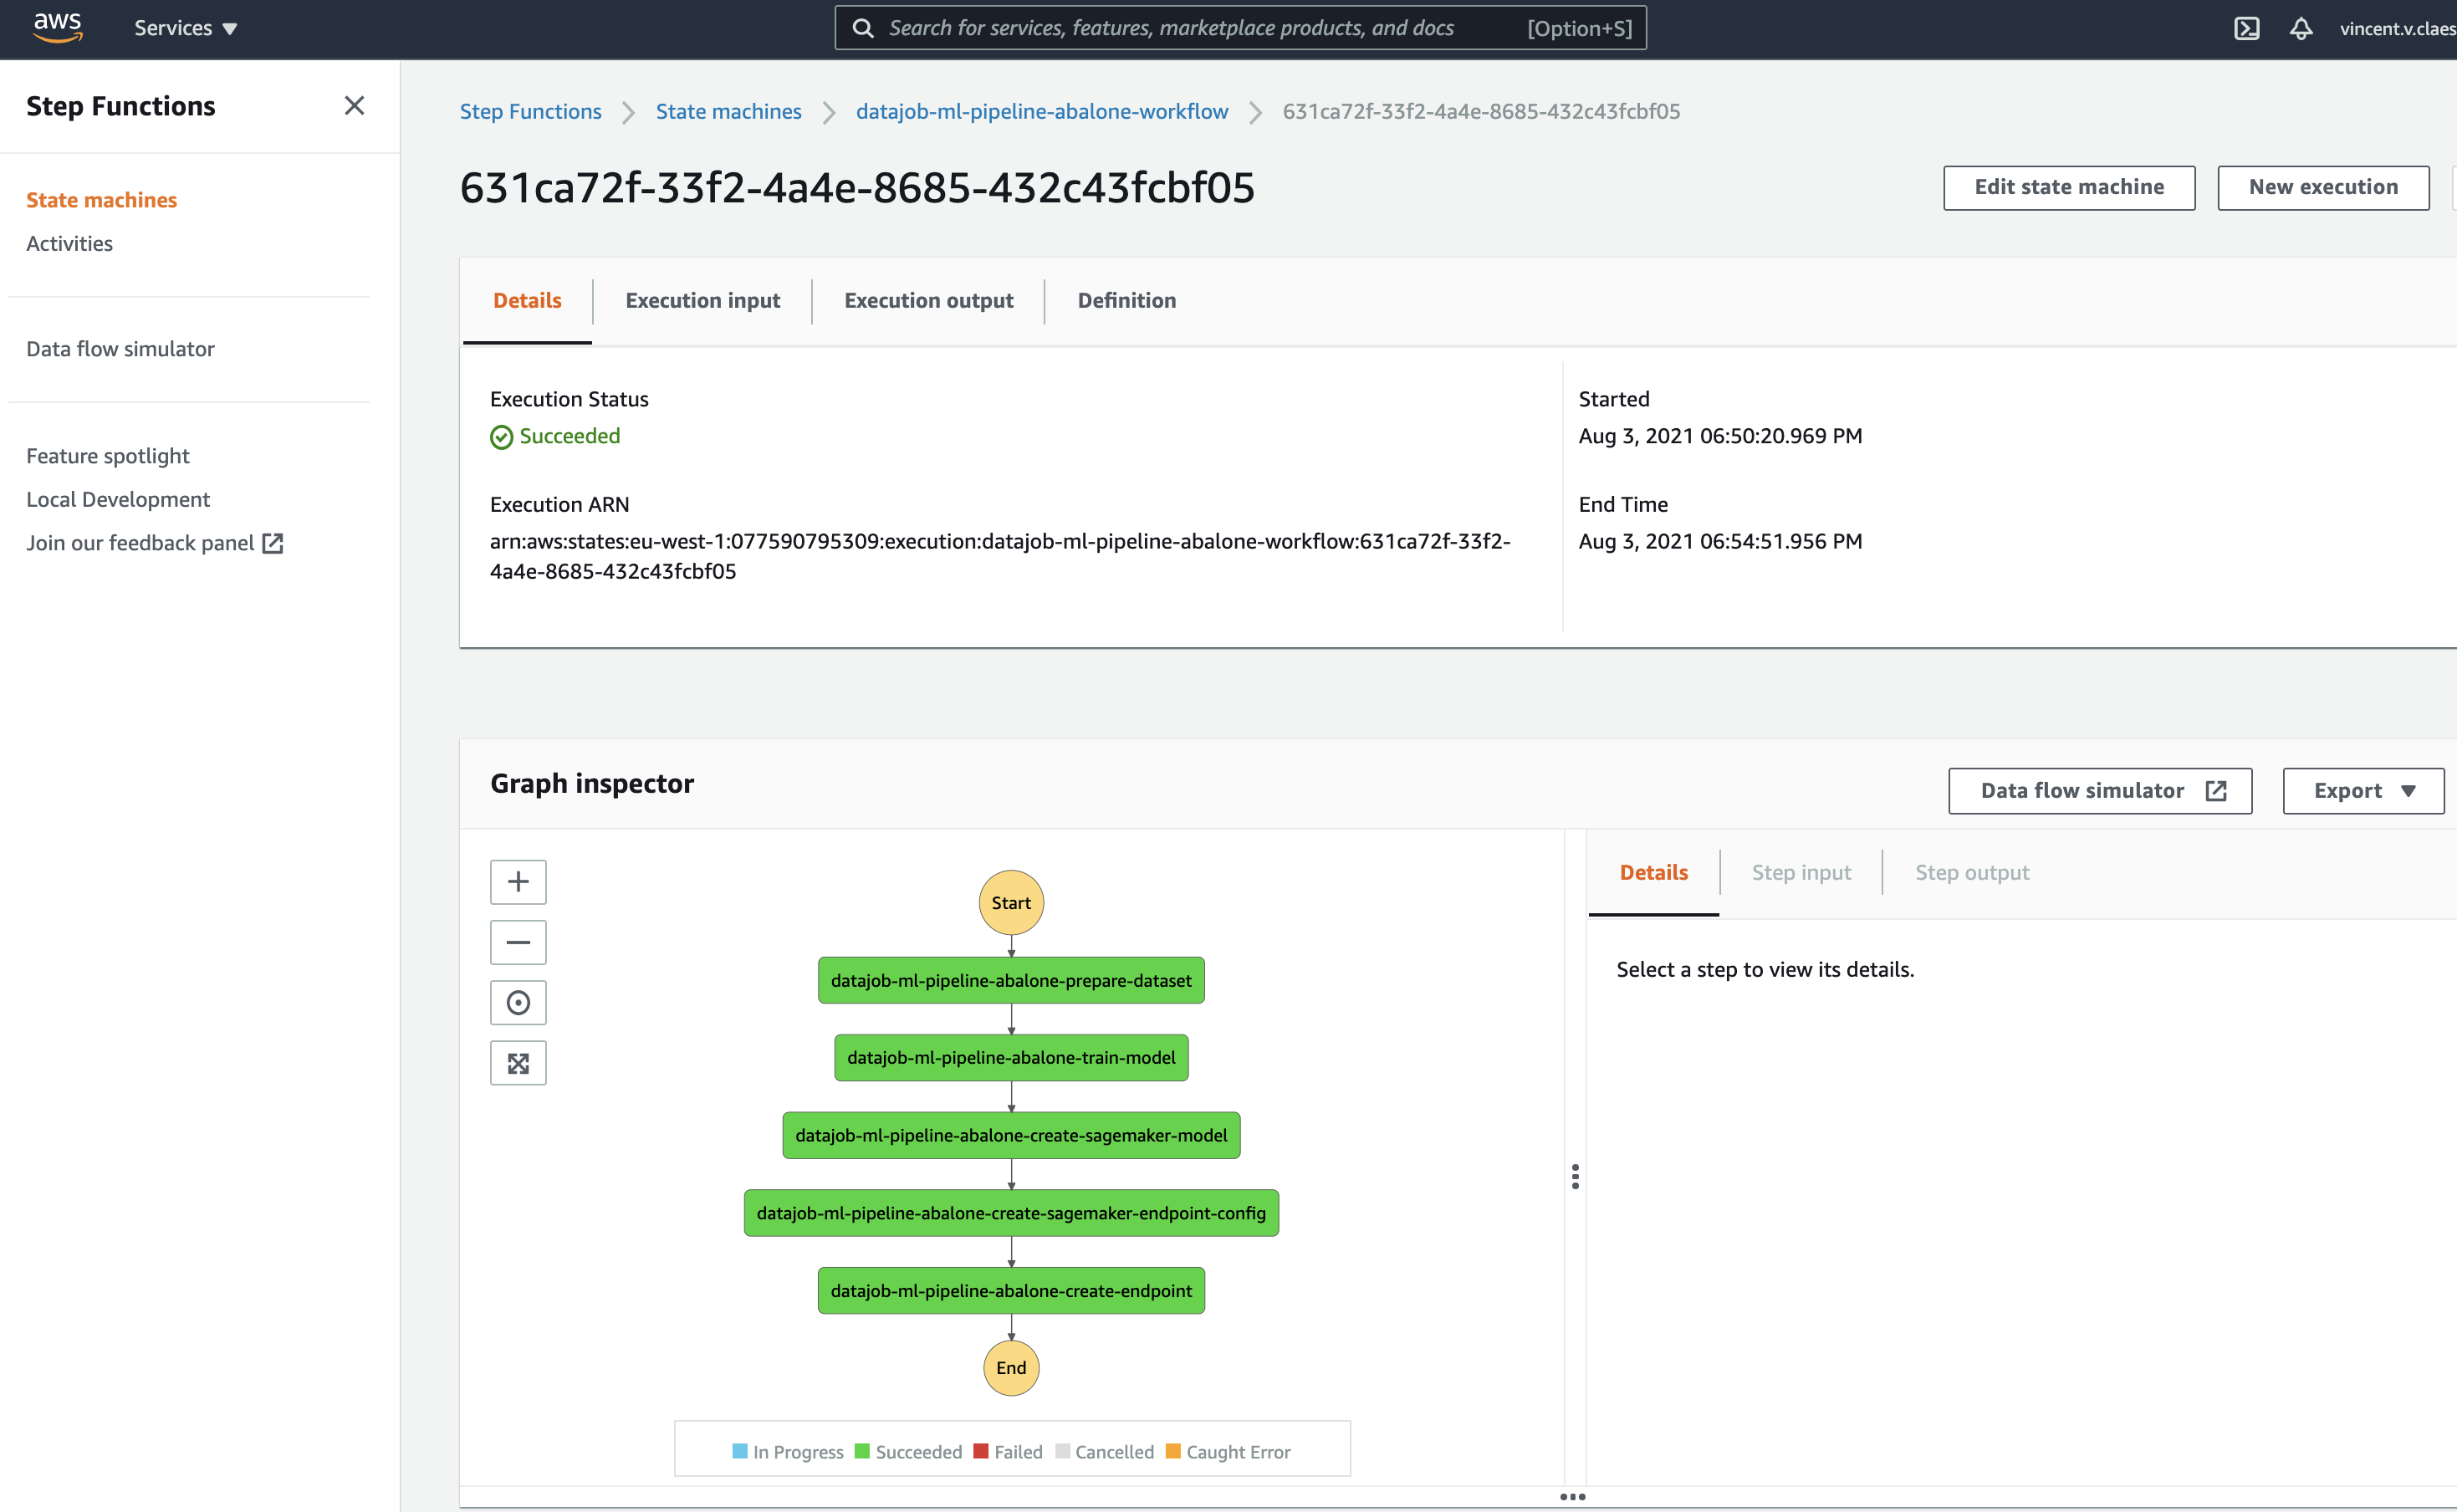 aws
Services
Search for services, features, marketplace products, and docs [Option+S]
vincent.v.claes
Step Functions
State machines
Activities
Data flow simulator
Feature spotlight
Local Development
Join our feedback panel
Step Functions State machines datajob-ml-pipeline-abalone-workflow 631ca72f-33f2-4a4e-8685-432c43fcbf05
631ca72f-33f2-4a4e-8685-432c43fcbf05
Edit state machine
New execution
Details Execution input Execution output Definition
Execution Status
Succeeded
Execution ARN
arn:aws:states:eu-west-1:077590795309:execution:datajob-ml-pipeline-abalone-workflow:631ca72f-33f2-
4a4e-8685-432c43fcbf05
Started
Aug 3, 2021 06:50:20.969 PM
End Time
Aug 3, 2021 06:54:51.956 PM
Graph inspector
Data flow simulator
Export
Start
datajob-ml-pipeline-abalone-prepare-dataset
datajob-ml-pipeline-abalone-train-model
datajob-ml-pipeline-abalone-create-sagemaker-model
datajob-ml-pipeline-abalone-create-sagemaker-endpoint-config
datajob-ml-pipeline-abalone-create-endpoint
End
In Progress Succeeded Failed Cancelled Caught Error
Details Step input Step output
Select a step to view its details.